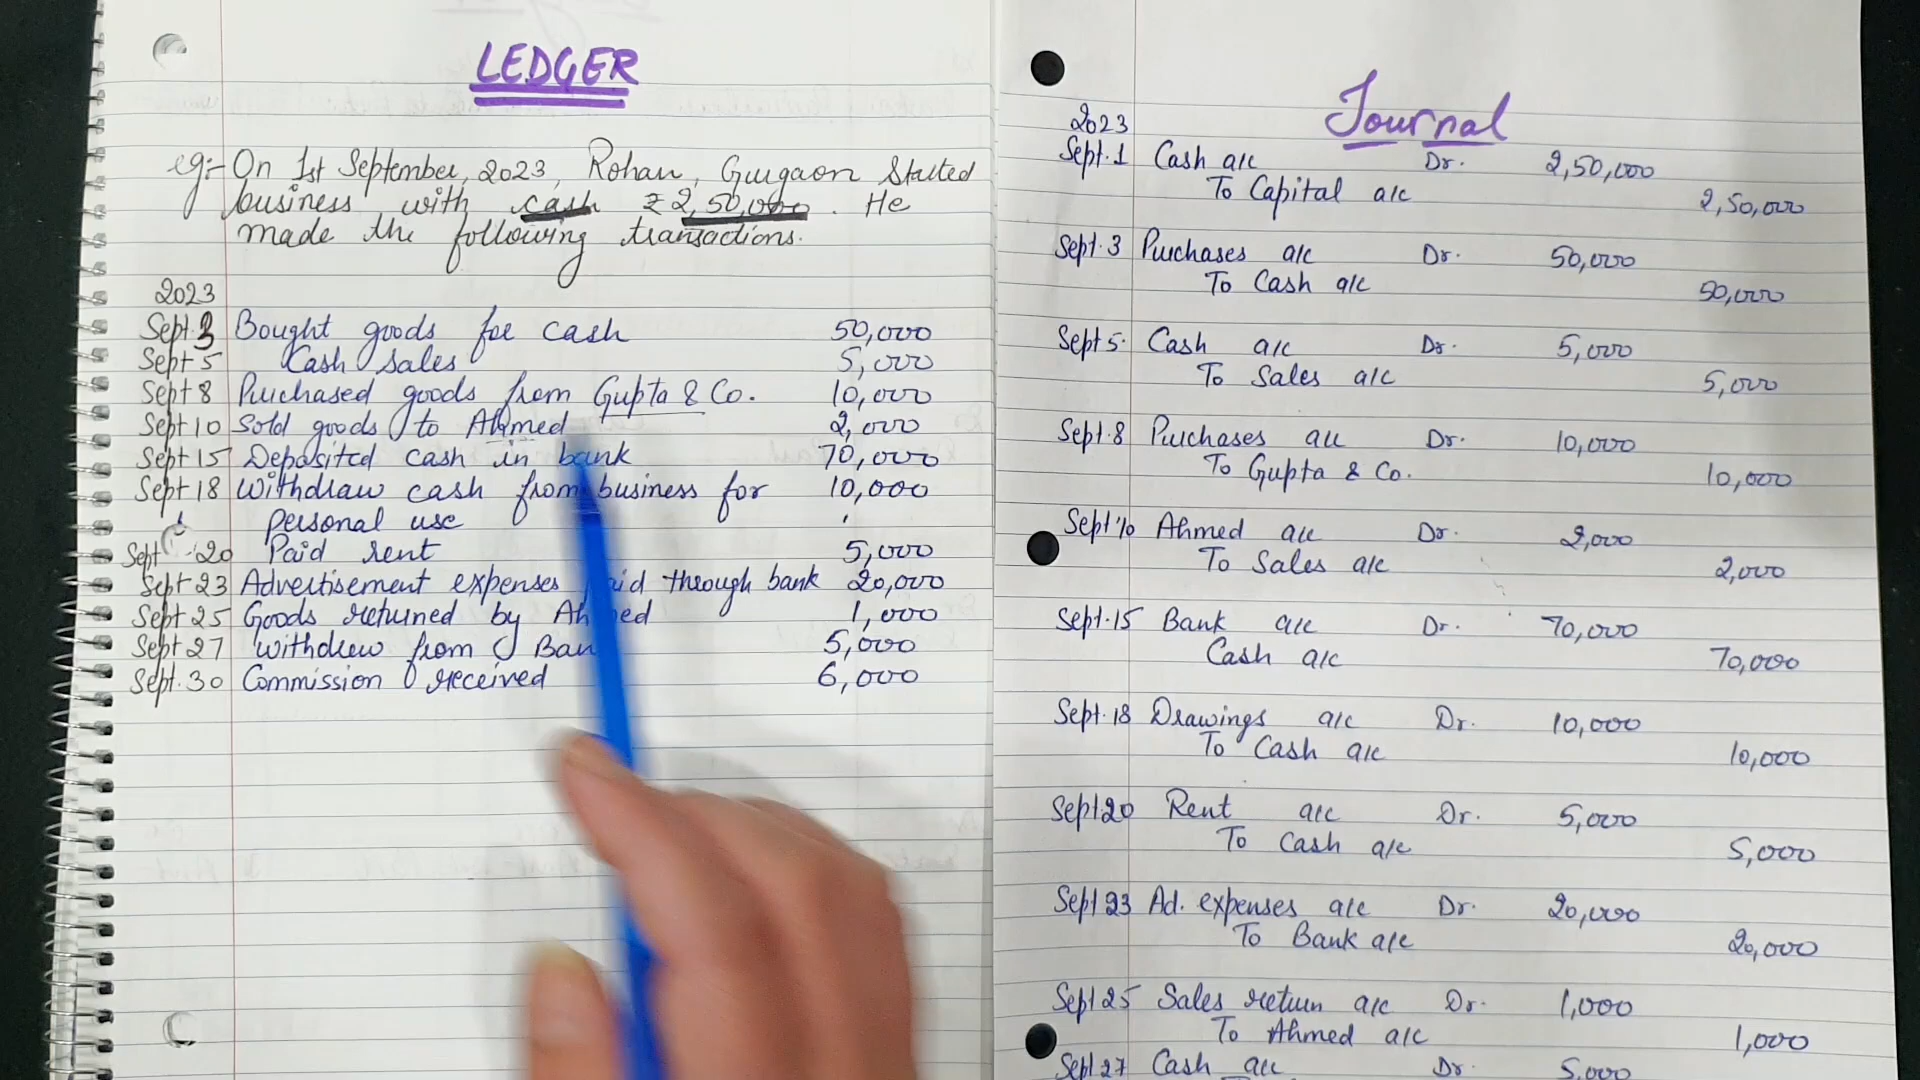 LEDGER
eg:- On 1st September, 2023, Rohan, Gurgaon Started
business with cash ₹ 2,50,000. He
made the following transactions.
2023
Sept. 3 Bought goods for cash 50,000
Sept 5 Cash sales 5,000
Sept 8 Purchased goods from Gupta & Co. 10,000
Sept 10 Sold goods to Ahmed 2,000
Sept 15 Deposited cash in bank 70,000
Sept 18 Withdraw cash from business for 10,000
personal use
Sept 20 Paid rent 5,000
Sept 23 Advertisement expenses through bank 20,000
Sept 25 Goods returned by 1,000
Sept 27 Withdrew from 5,000
Sept. 30 Commission received 6,000
Journal
2023
Sept. 1 Cash a/c Dr. 2,50,000
To Capital a/c 2,50,000
Sept. 3 Purchases a/c Dr. 50,000
To Cash a/c 50,000
Sept 5. Cash a/c Dr. 5,000
To Sales a/c 5,000
Sept. 8 Purchases a/c Dr. 10,000
To Gupta & Co. 10,000
Sept 10 Ahmed a/c Dr. 2,000
To Sales a/c 2,000
Sept. 15 Bank a/c Dr. 70,000
Cash a/c 70,000
Sept. 18 Drawings a/c Dr. 10,000
To Cash a/c 10,000
Sept 20 Rent a/c Dr. 5,000
To Cash a/c 5,000
Sept 23 Ad. expenses a/c Dr. 20,000
To Bank a/c 20,000
Sept 25 Sales return a/c Dr. 1,000
To Ahmed a/c 1,000
Sept. 27 Cash a/c Dr. 5,000